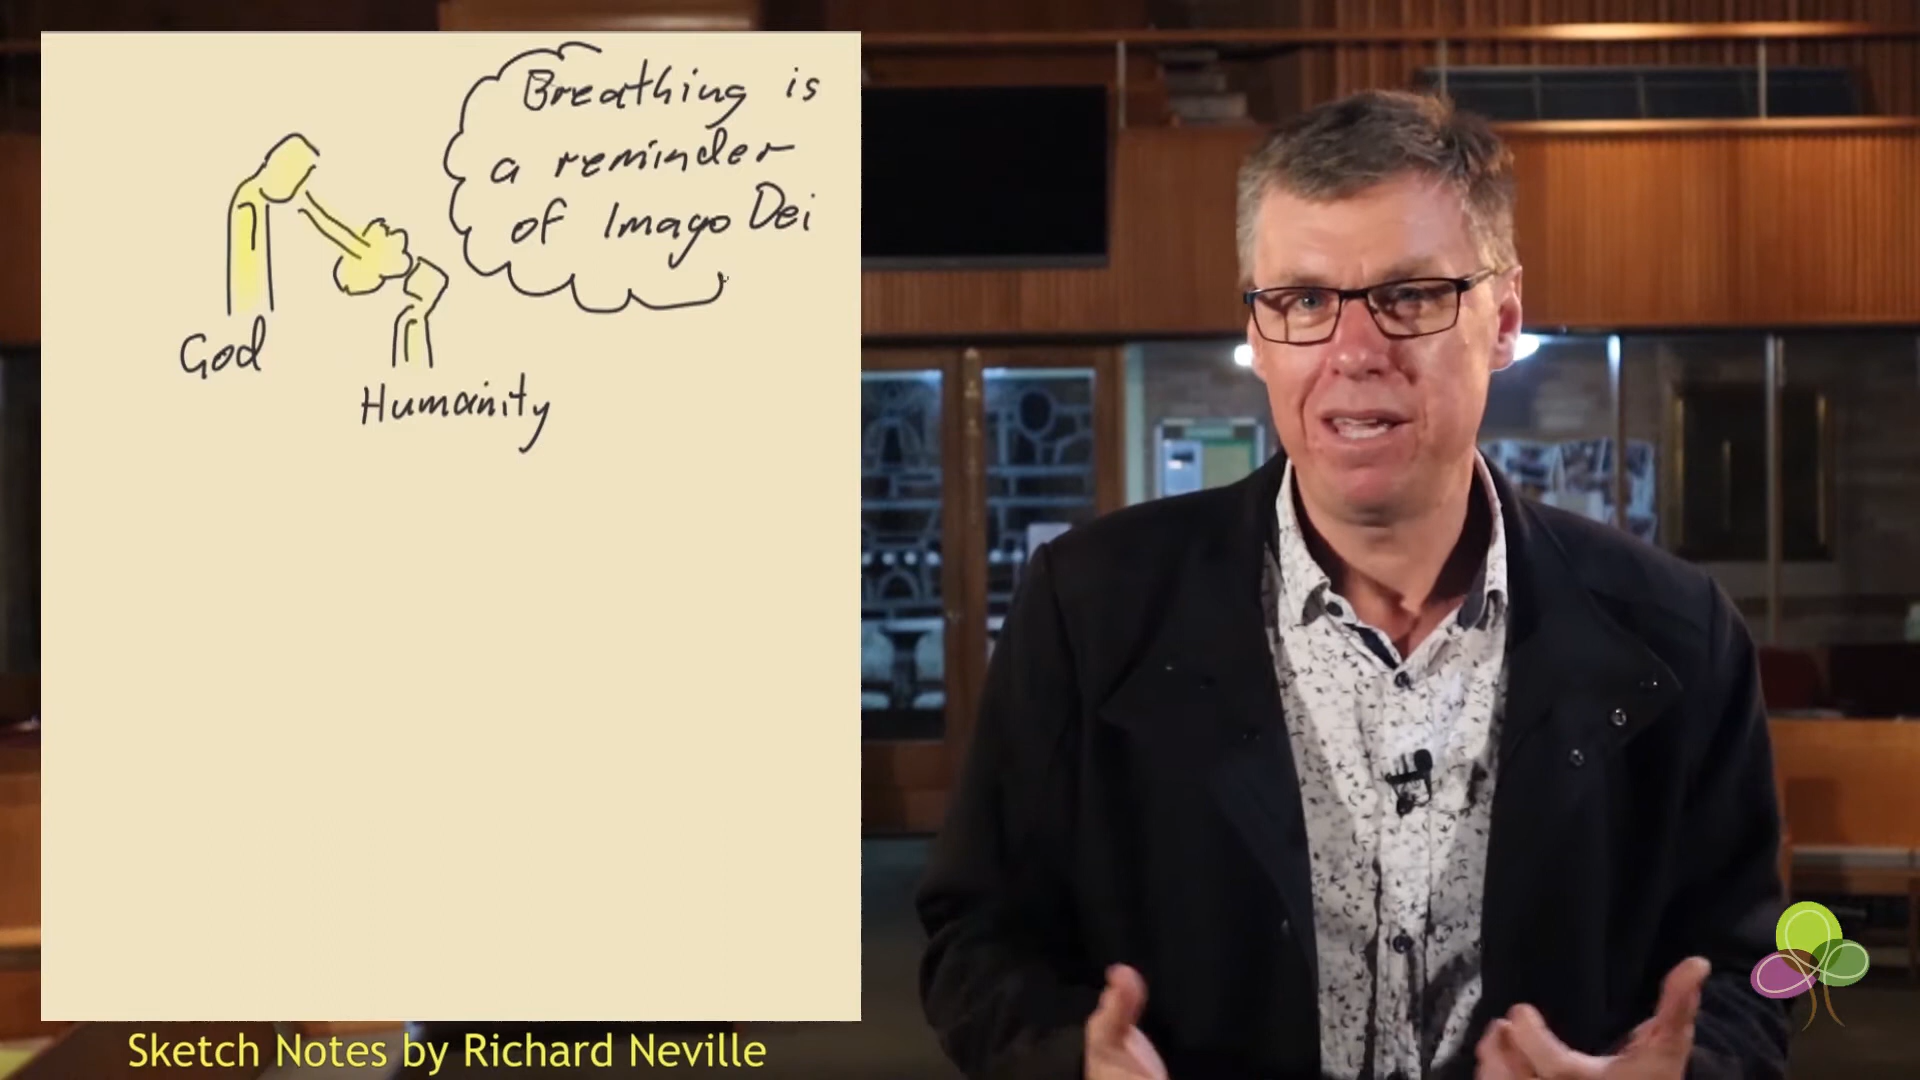 Breathing is
a reminder
of Imago Dei
God
Humanity
Sketch Notes by Richard Neville